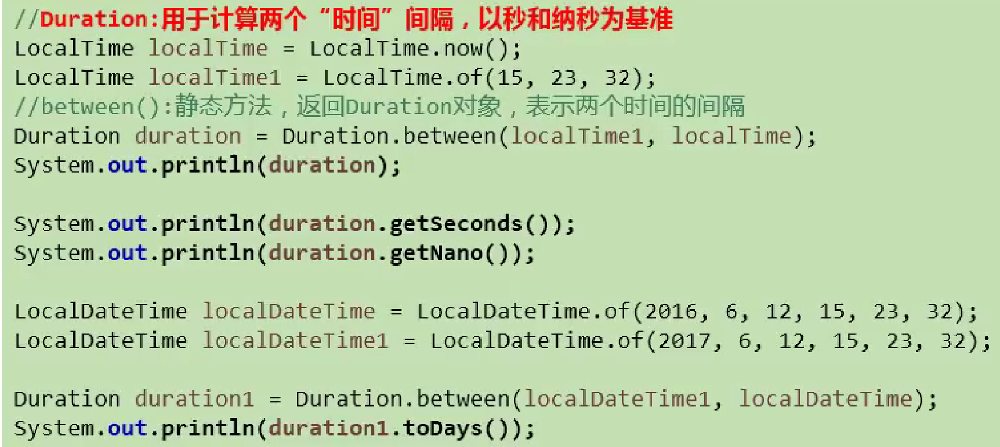 //Duration:用于计算两个“时间”间隔，以秒和纳秒为基准
LocalTime localTime = LocalTime.now();
LocalTime localTime1 = LocalTime.of(15, 23, 32);
//between():静态方法，返回Duration对象，表示两个时间的间隔
Duration duration = Duration.between(localTime1, localTime);
System.out.println(duration);
System.out.println(duration.getSeconds());
System.out.println(duration.getNano());
LocalDateTime localDateTime = LocalDateTime.of(2016, 6, 12, 15, 23, 32);
LocalDateTime localDateTime1 = LocalDateTime.of(2017, 6, 12, 15, 23, 32);
Duration duration1 = Duration.between(localDateTime1, localDateTime);
System.out.println(duration1.toDays());